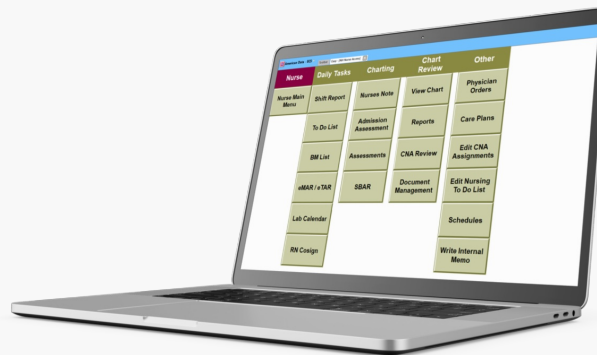 Nurse
Daily Tasks
Charting
Chart
Review
Other
Nurse Main
Menu
Shift Report
Nurses Note
View Chart
Physician
Orders
To Do List
Admission
Assessment
Reports
Care Plans
BM List
Assessments
CNA Review
Edit CNA
Assignments
eMAR / eTAR
SBAR
Document
Management
Edit Nursing
To Do List
Lab Calendar
Schedules
RN Cosign
Write Internal
Memo